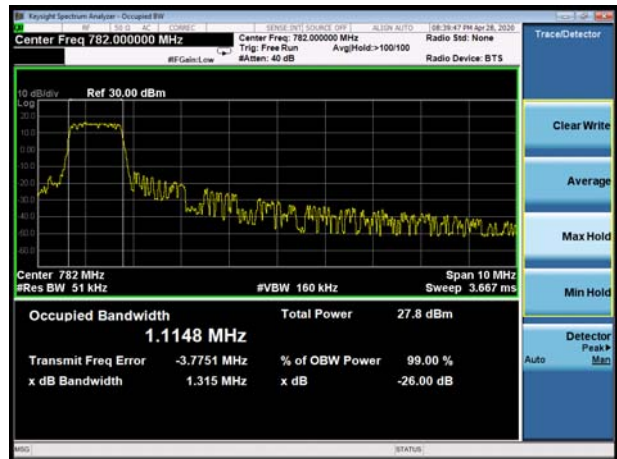 Keysight Spectrum Analyzer - Occupied BW
RF 50 Ω AC CORREC SENSE:INT SOURCE OFF ALIGN AUTO 08:39:47 PM Apr 28, 2020
Center Freq 782.000000 MHz Center Freq: 782.000000 MHz Radio Std: None Trace/Detector
Trig: Free Run Avg|Hold:>100/100
#IFGain:Low #Atten: 40 dB Radio Device: BTS
10 dB/div Ref 30.00 dBm
Log
20.0
10.0
0.00
-10.0
-20.0
-30.0
-40.0
-50.0
-60.0
Clear Write
Average
Max Hold
Min Hold
Center 782 MHz Span 10 MHz
#Res BW 51 kHz #VBW 160 kHz Sweep 3.667 ms
Occupied Bandwidth Total Power 27.8 dBm
1.1148 MHz
Transmit Freq Error -3.7751 MHz % of OBW Power 99.00 %
x dB Bandwidth 1.315 MHz x dB -26.00 dB
Detector
Peak▶
Auto Man
MSG STATUS